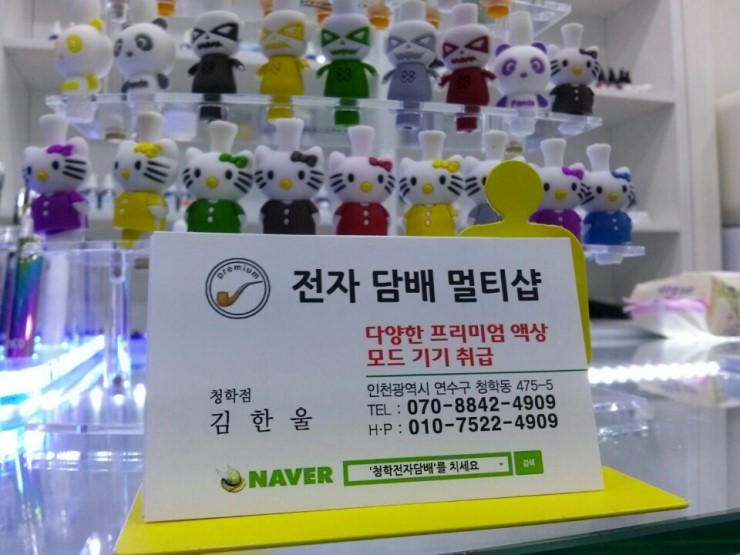 Panda
premium
전자 담배 멀티샵
다양한 프리미엄 액상
모드 기기 취급
인천광역시 연수구 청학동 475-5
청학점
김 한 울
TEL : 070-8842-4909
H·P : 010-7522-4909
NAVER '청학전자담배'를 치세요 검색